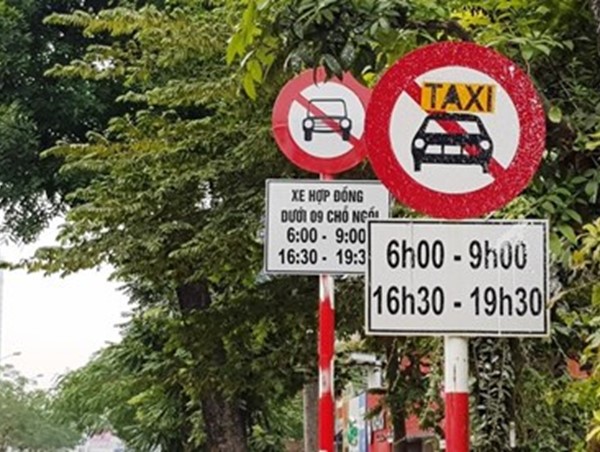 XE HỢP ĐỒNG
DƯỚI 09 CHỖ NGỒI
6:00 - 9:00
16:30 - 19:3
TAXI
6h00 - 9h00
16h30 - 19h30